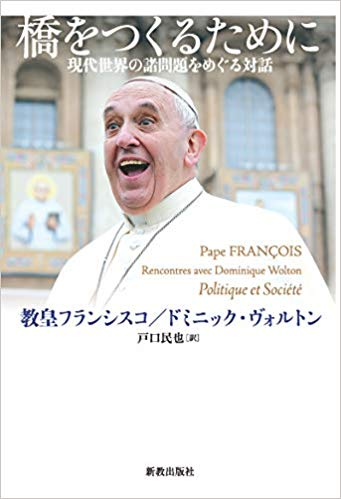 橋をつくるために
現代世界の諸問題をめぐる対話
Pape FRANÇOIS
Rencontres avec Dominique Wolton
Politique et Société
教皇フランシスコ/ドミニック・ヴォルトン
戸口民也[訳]
新教出版社